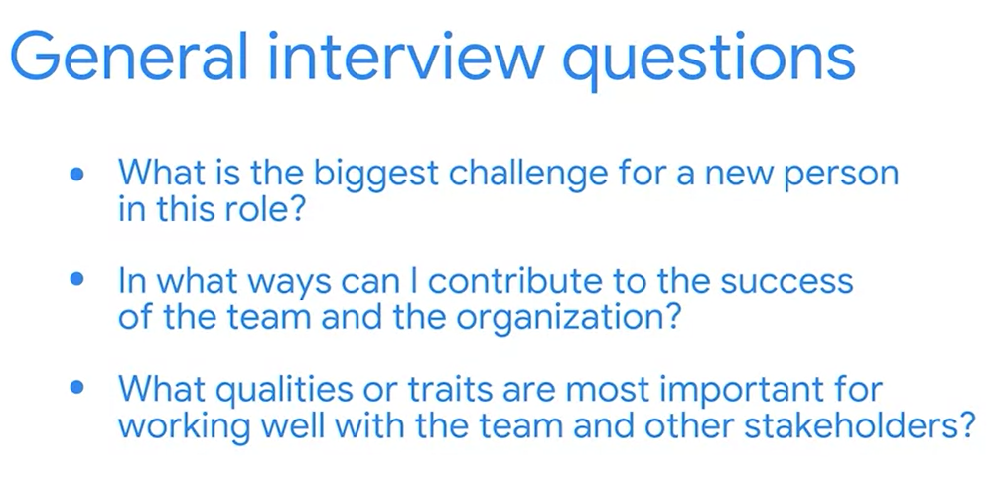 General interview questions
• What is the biggest challenge for a new person
in this role?
• In what ways can I contribute to the success
of the team and the organization?
• What qualities or traits are most important for
working well with the team and other stakeholders?